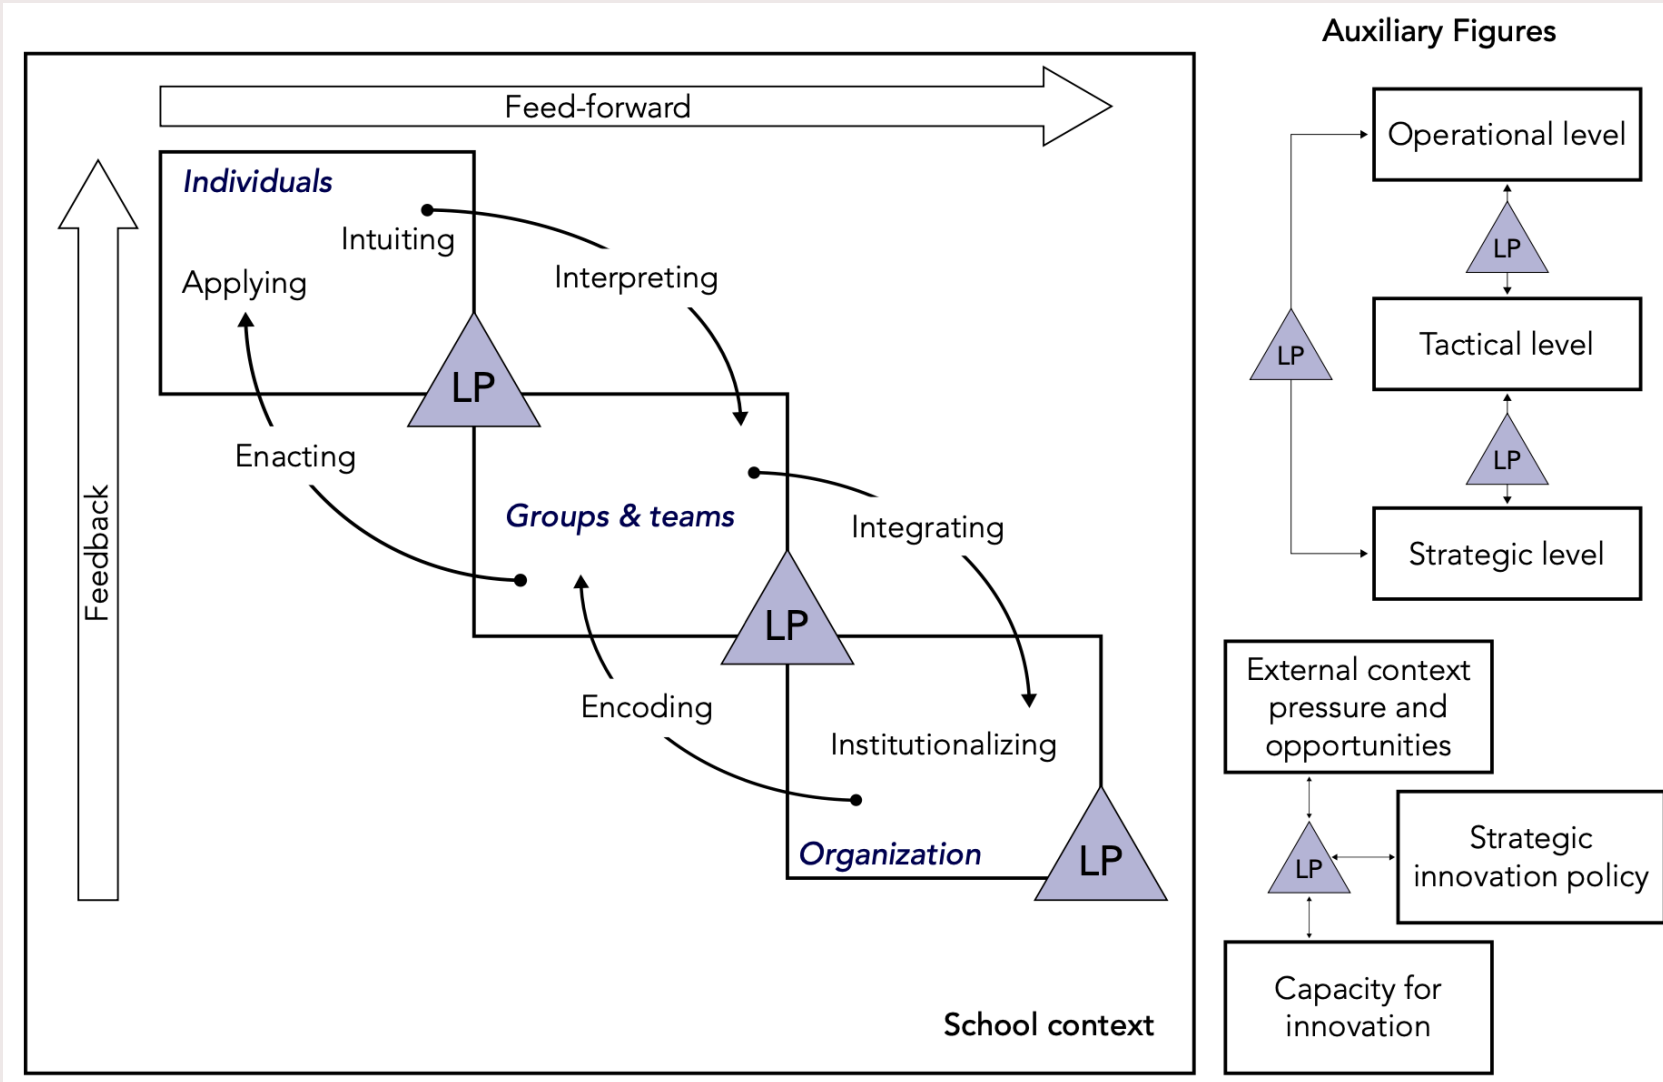 Auxiliary Figures
Feed-forward
Individuals
Intuiting
Applying
Interpreting
LP
Enacting
Feedback
Groups & teams
Integrating
LP
Encoding
Institutionalizing
Organization
LP
School context
Operational level
LP
Tactical level
LP
LP
Strategic level
External context
pressure and
opportunities
LP
Strategic
innovation policy
Capacity for
innovation